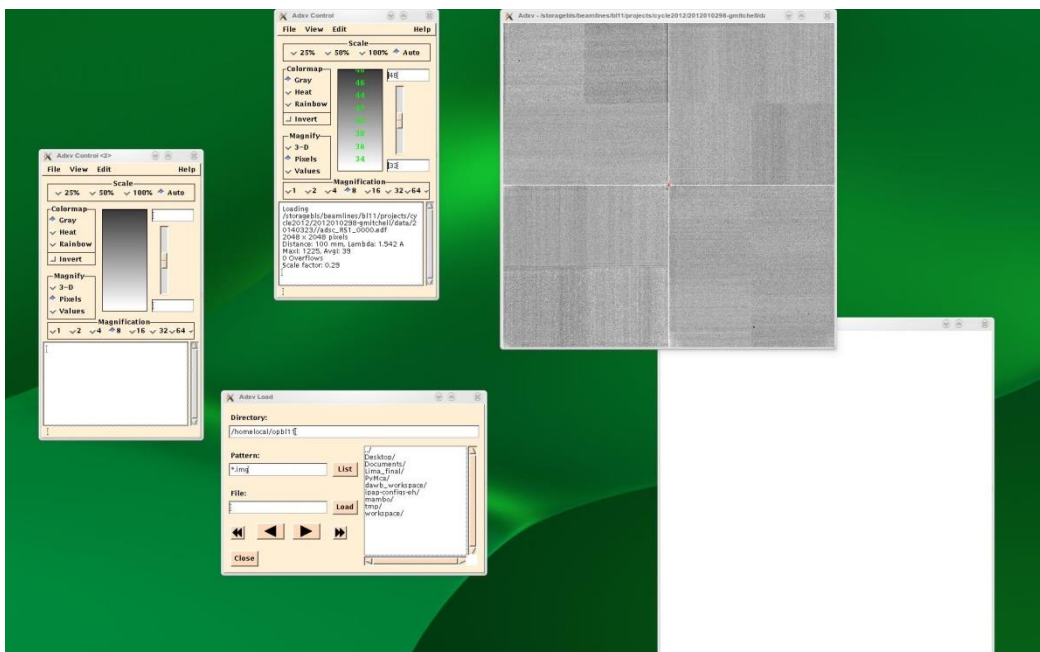 Adxv Control
File View Edit Help
Scale
25% 50% 100% Auto
Colormap
Gray
Heat
Rainbow
Invert
48
46
44
38
36
34
48
33
Magnify
3-D
Pixels
Values
Magnification
1 2 4 8 16 32 64
Loading
/storagebls/beamlines/bl11/projects/cy
cle2012/2012010298-gmitchell/data/2
0140323//adsc_RS1_0000.edf
2048 x 2048 pixels
Distance: 100 mm, Lambda: 1.542 A
MaxI: 1225, AvgI: 39
0 Overflows
Scale factor: 0.29
Adxv - /storagebls/beamlines/bl11/projects/cycle2012/2012010298-gmitchell/da
Adxv Control <2>
File View Edit Help
Scale
25% 50% 100% Auto
Colormap
Gray
Heat
Rainbow
Invert
Magnify
3-D
Pixels
Values
Magnification
1 2 4 8 16 32 64
Adxv Load
Directory:
/homelocal/opbl11
Pattern:
*.img
List
File:
Load
Close
../
Desktop/
Documents/
Lima_final/
PyMca/
dawb_workspace/
ipap-configs-eh/
mambo/
tmp/
workspace/